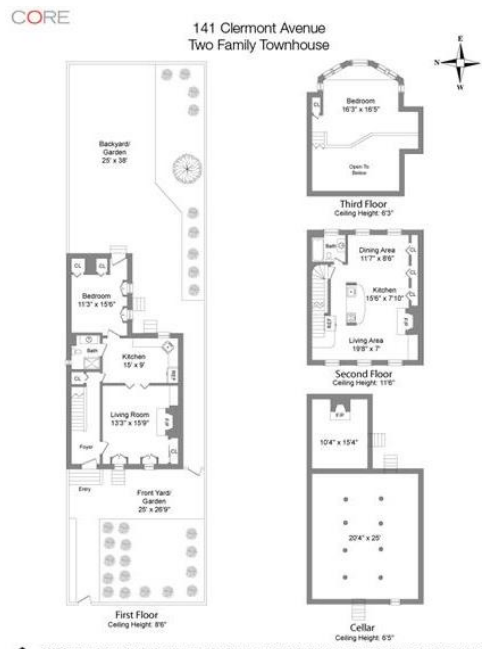 CORE
141 Clermont Avenue
Two Family Townhouse
E
N S
W
Backyard/
Garden
25' x 38'
CL
CL
Bedroom
11'3" x 15'6"
Bath
Kitchen
15' x 9'
CL
REF
Living Room
13'3" x 15'9"
F/P
Foyer
CL
Entry
Front Yard/
Garden
25' x 26'9"
First Floor
Ceiling Height: 8'6"
CL
Bedroom
16'3" x 16'5"
Open To
Below
Third Floor
Ceiling Height: 6'3"
Bath
Dining Area
11'7" x 8'6"
Kitchen
15'6" x 7'10"
REF
F/P
Living Area
19'8" x 7'
Second Floor
Ceiling Height: 11'6"
10'4" x 15'4"
20'4" x 25'
Cellar
Ceiling Height: 6'5"